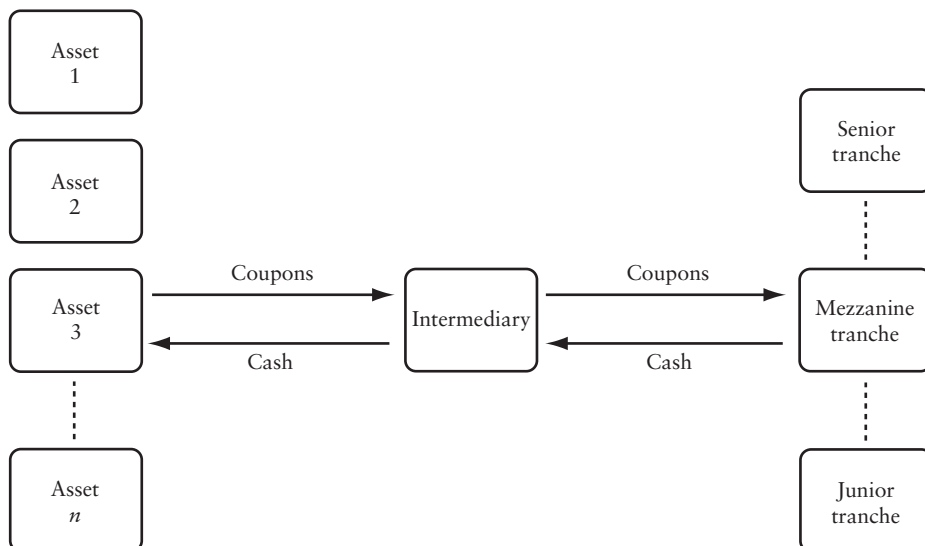 Asset
1
Asset
2
Asset
3
Asset
n
Coupons
Cash
Intermediary
Coupons
Cash
Senior
tranche
Mezzanine
tranche
Junior
tranche